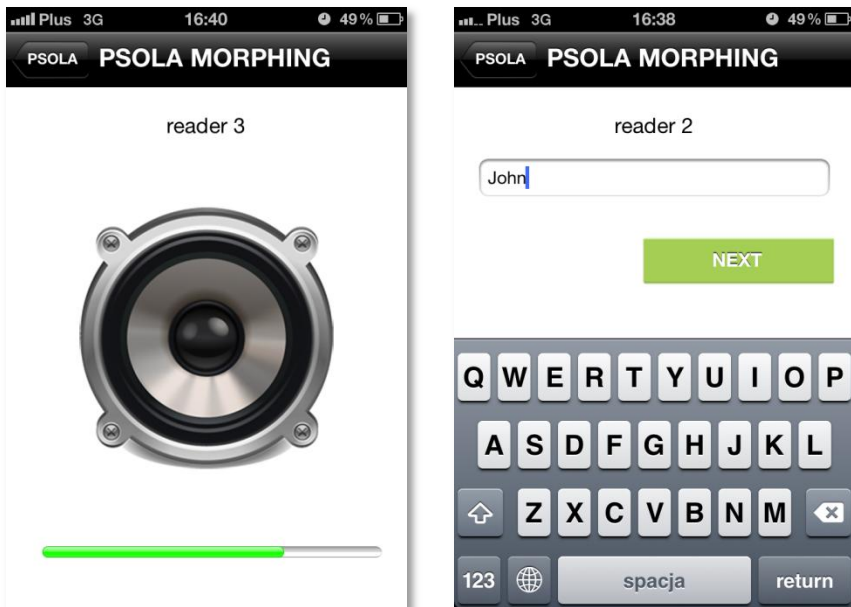 Plus 3G 16:40 49%
PSOLA PSOLA MORPHING
reader 3
Plus 3G 16:38 49%
PSOLA PSOLA MORPHING
reader 2
John
NEXT
Q W E R T Y U I O P
A S D F G H J K L
Z X C V B N M
123 spacja return